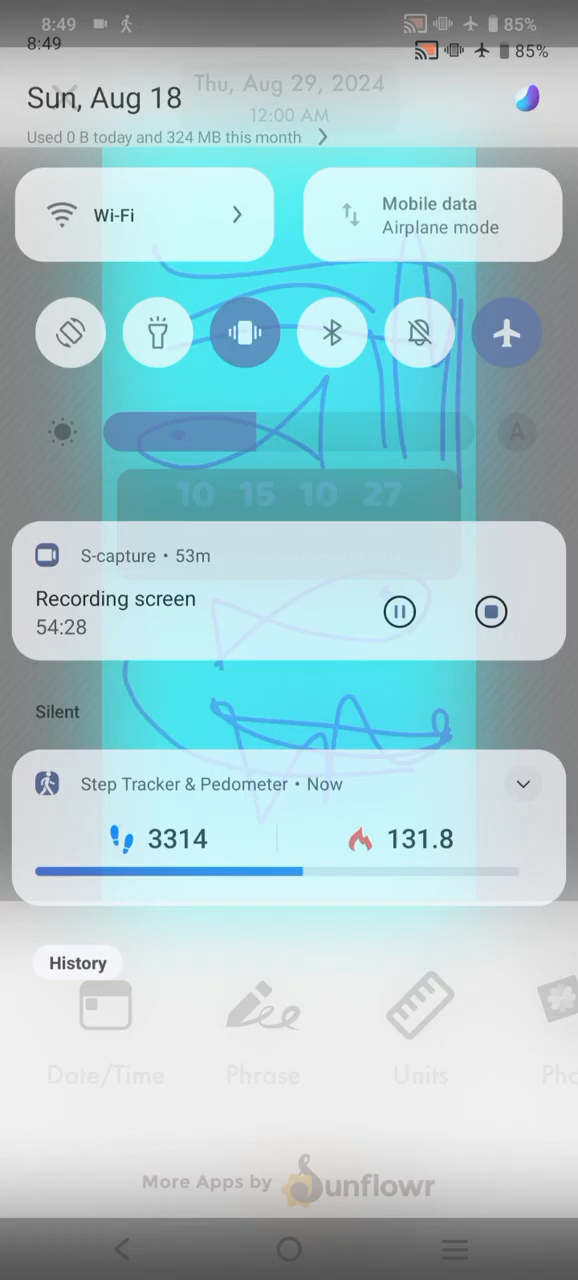 8:49 85%
8:49 85%
Thu, Aug 29, 2024
Sun, Aug 18
12:00 AM
Used 0 B today and 324 MB this month
Wi-Fi
Mobile data
Airplane mode
A
10 15 10 27
S-capture • 53m
Recording screen
54:28
Silent
Step Tracker & Pedometer • Now
3314 131.8
History
Date/Time Phrase Units Pho
More Apps by Sunflowr